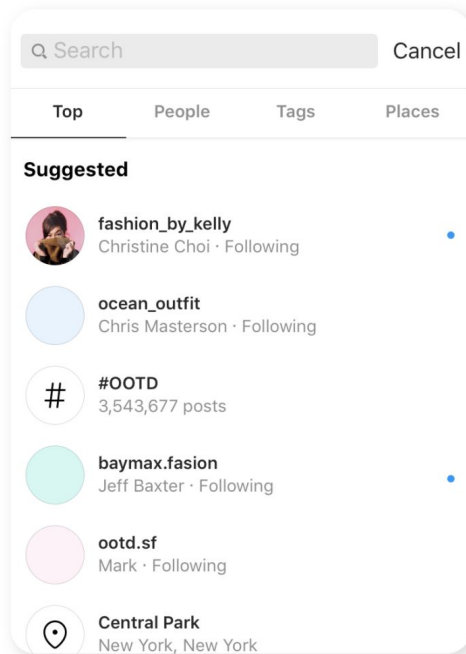 Search
Cancel
Top People Tags Places
Suggested
fashion_by_kelly
Christine Choi · Following
ocean_outfit
Chris Masterson · Following
#
#OOTD
3,543,677 posts
baymax.fasion
Jeff Baxter · Following
ootd.sf
Mark · Following
Central Park
New York, New York